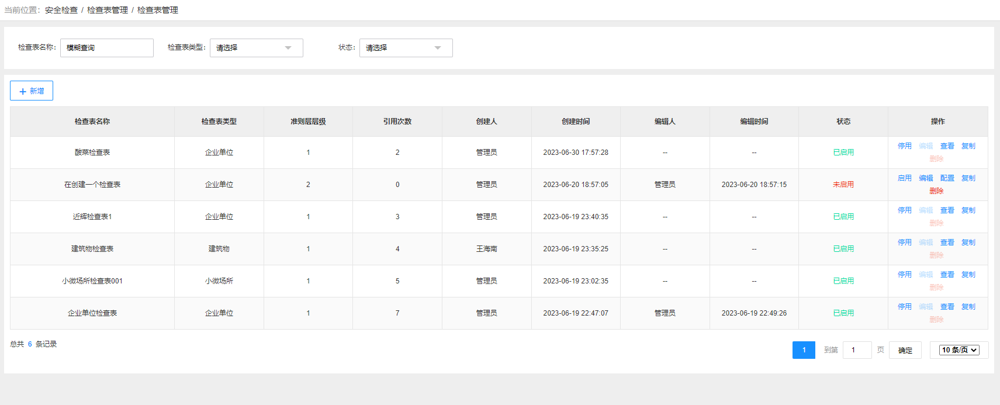 当前位置：安全检查 / 检查表管理 / 检查表管理
检查表名称： 模糊查询 检查表类型： 请选择 状态： 请选择
+ 新增
检查表名称 检查表类型 准则层层级 引用次数 创建人 创建时间 编辑人 编辑时间 状态 操作
酸菜检查表 企业单位 1 2 管理员 2023-06-30 17:57:28 -- -- 已启用 停用 编辑 查看 复制
删除
在创建一个检查表 企业单位 2 0 管理员 2023-06-20 18:57:05 管理员 2023-06-20 18:57:15 未启用 启用 编辑 配置 复制
删除
近辉检查表1 企业单位 1 3 管理员 2023-06-19 23:40:35 -- -- 已启用 停用 编辑 查看 复制
删除
建筑物检查表 建筑物 1 4 王海南 2023-06-19 23:35:25 -- -- 已启用 停用 编辑 查看 复制
删除
小微场所检查表001 小微场所 1 5 管理员 2023-06-19 23:02:35 -- -- 已启用 停用 编辑 查看 复制
删除
企业单位检查表 企业单位 1 7 管理员 2023-06-19 22:47:07 管理员 2023-06-19 22:49:26 已启用 停用 编辑 查看 复制
删除
总共 6 条记录
1 到第 1 页 确定 10 条/页